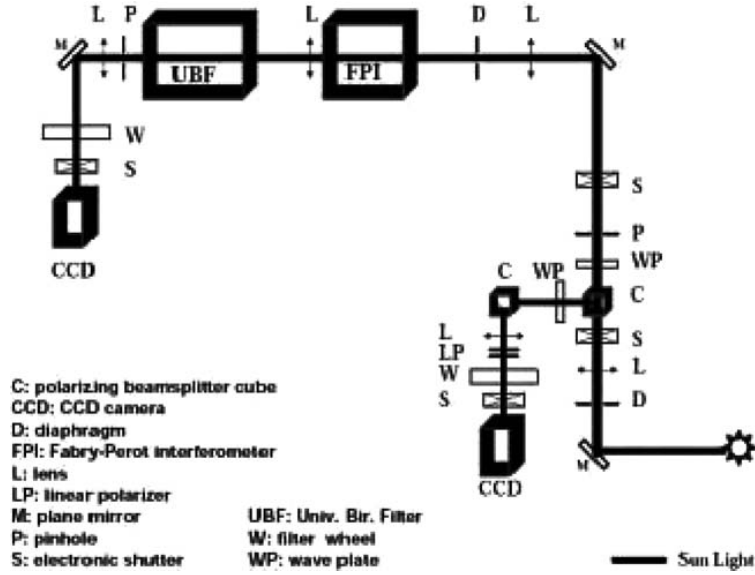 L P L D L
M UBF FPI M
W
S S
P
CCD C WP WP
C
L S
LP
W L
S D
M
CCD
C: polarizing beamsplitter cube
CCD: CCD camera
D: diaphragm
FPI: Fabry-Perot interferometer
L: lens
LP: linear polarizer
M: plane mirror UBF: Univ. Bir. Filter
P: pinhole W: filter wheel
S: electronic shutter WP: wave plate
Sun Light